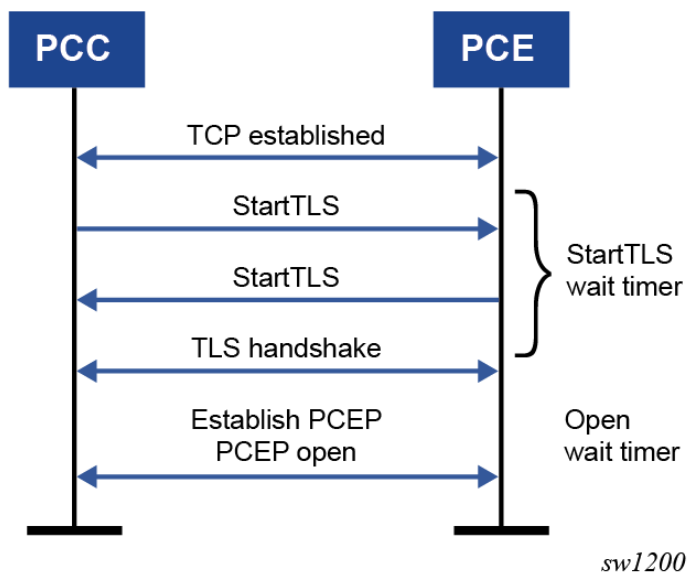 PCC
PCE
TCP established
StartTLS
StartTLS
wait timer
StartTLS
TLS handshake
Establish PCEP
PCEP open
Open
wait timer
sw1200